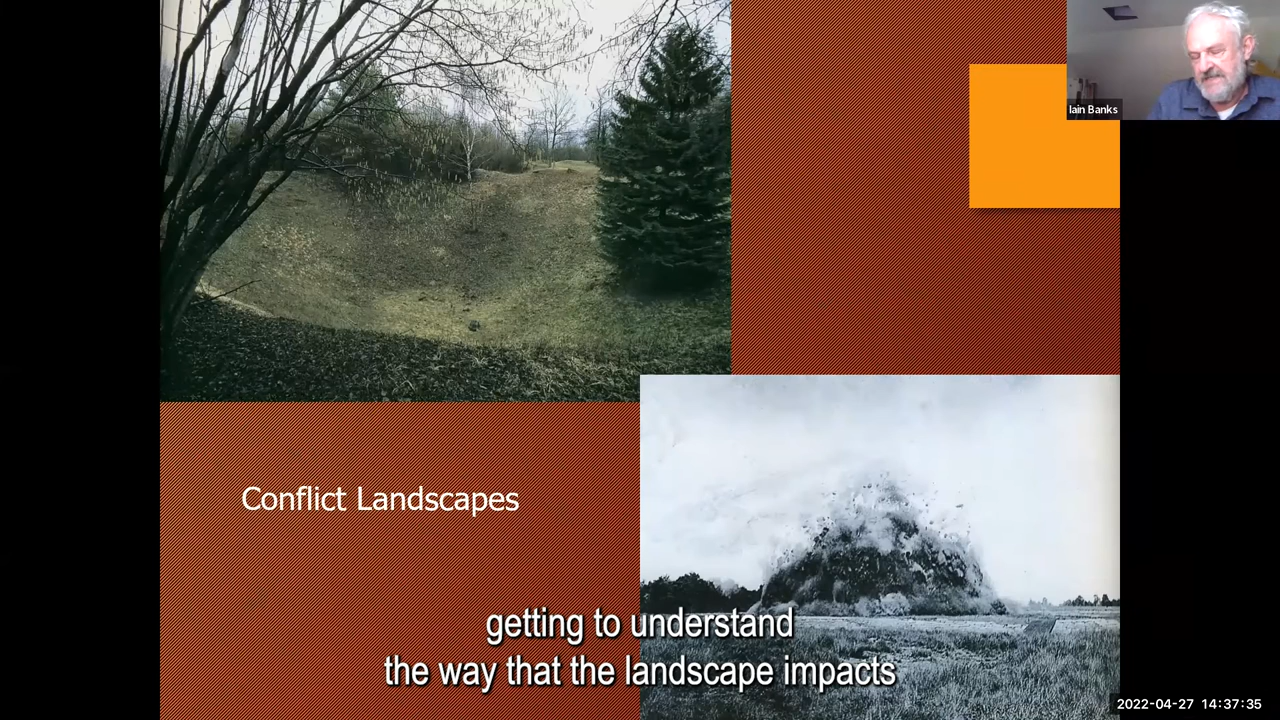 Iain Banks
Conflict Landscapes
getting to understand
the way that the landscape impacts
2022-04-27 14:37:35